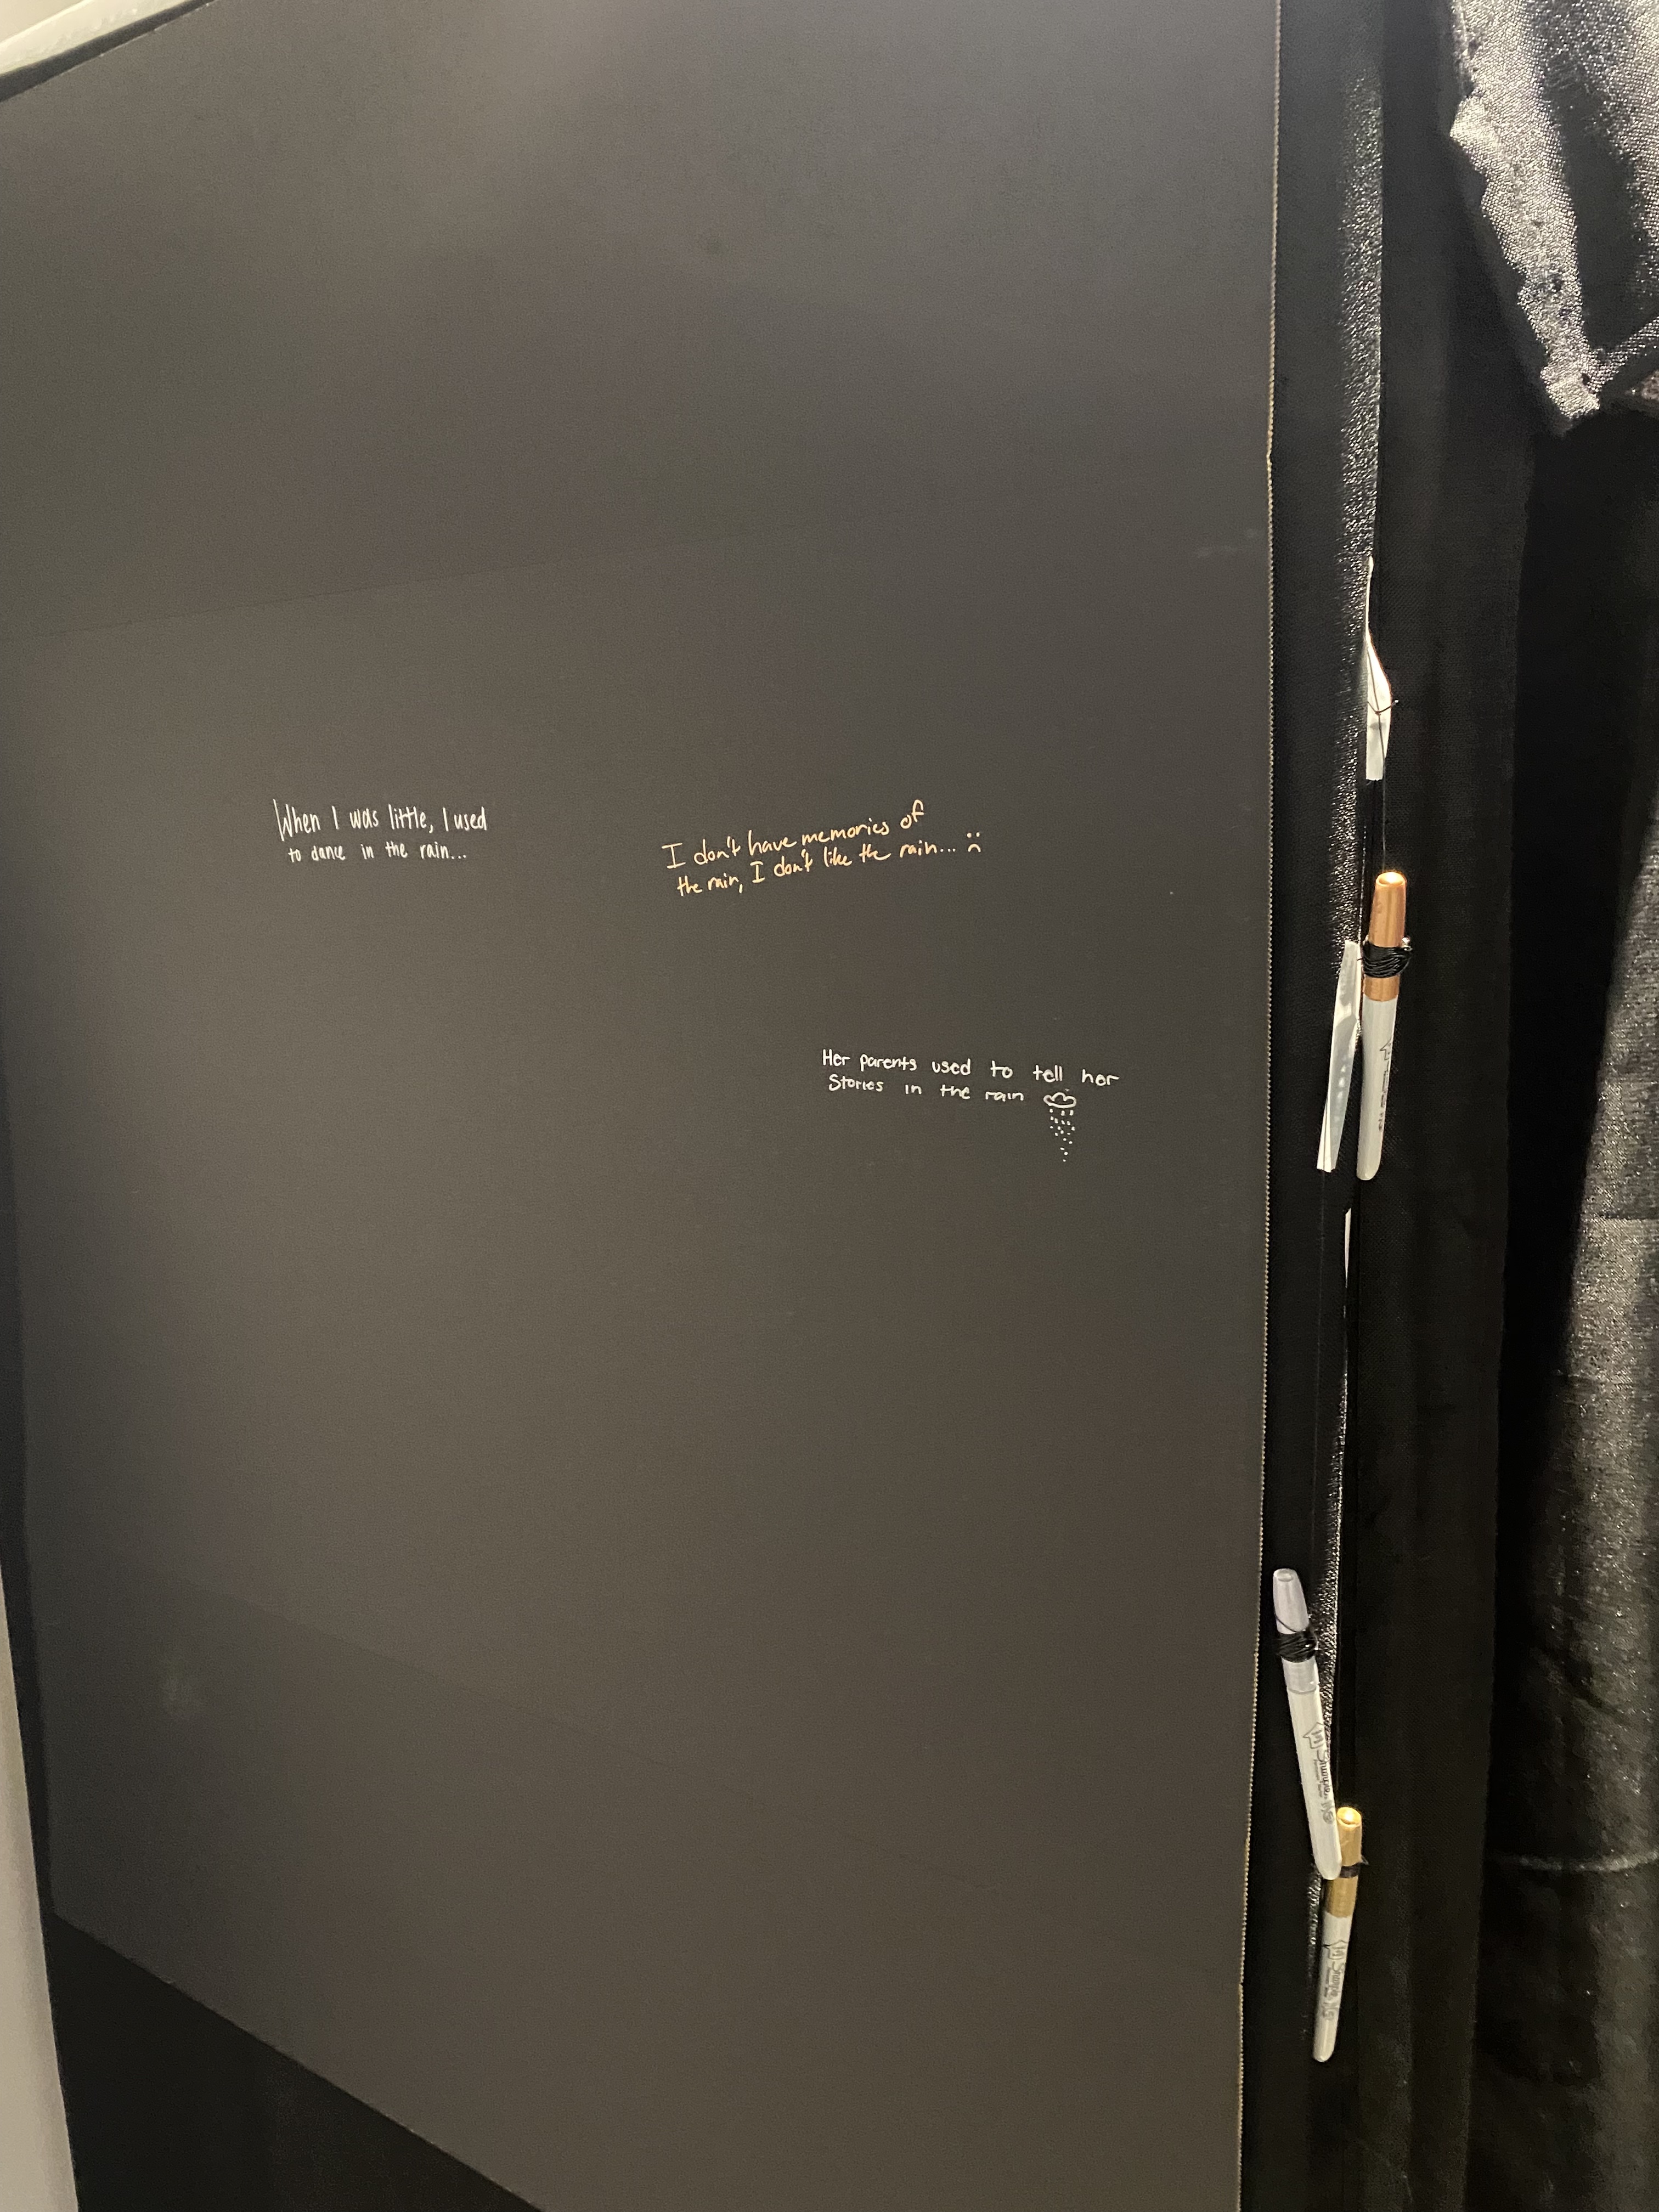 When I was little, I used
to dance in the rain...
I don't have memories of
the rain, I don't like the rain... :(
Her parents used to tell her
Stories in the rain
Sharpie
Sharpie